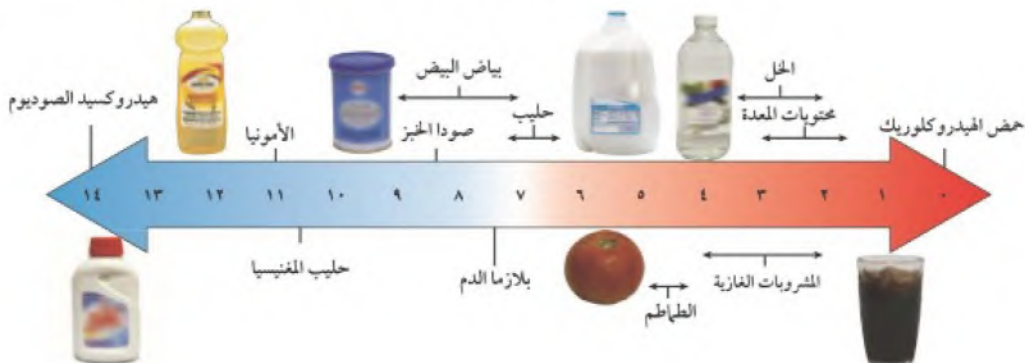 بياض البيض
الخل
هيدروكسيد الصوديوم
حليب
محتويات المعدة
الأمونيا
صودا الخبز
حمض الهيدروكلوريك
١٤ ١٣ ١٢ ١١ ١٠ ٩ ٨ ٧ ٦ ٥ ٤ ٣ ٢ ١ ٠
حليب المغنيسيا
بلازما الدم
المشروبات الغازية
الطماطم